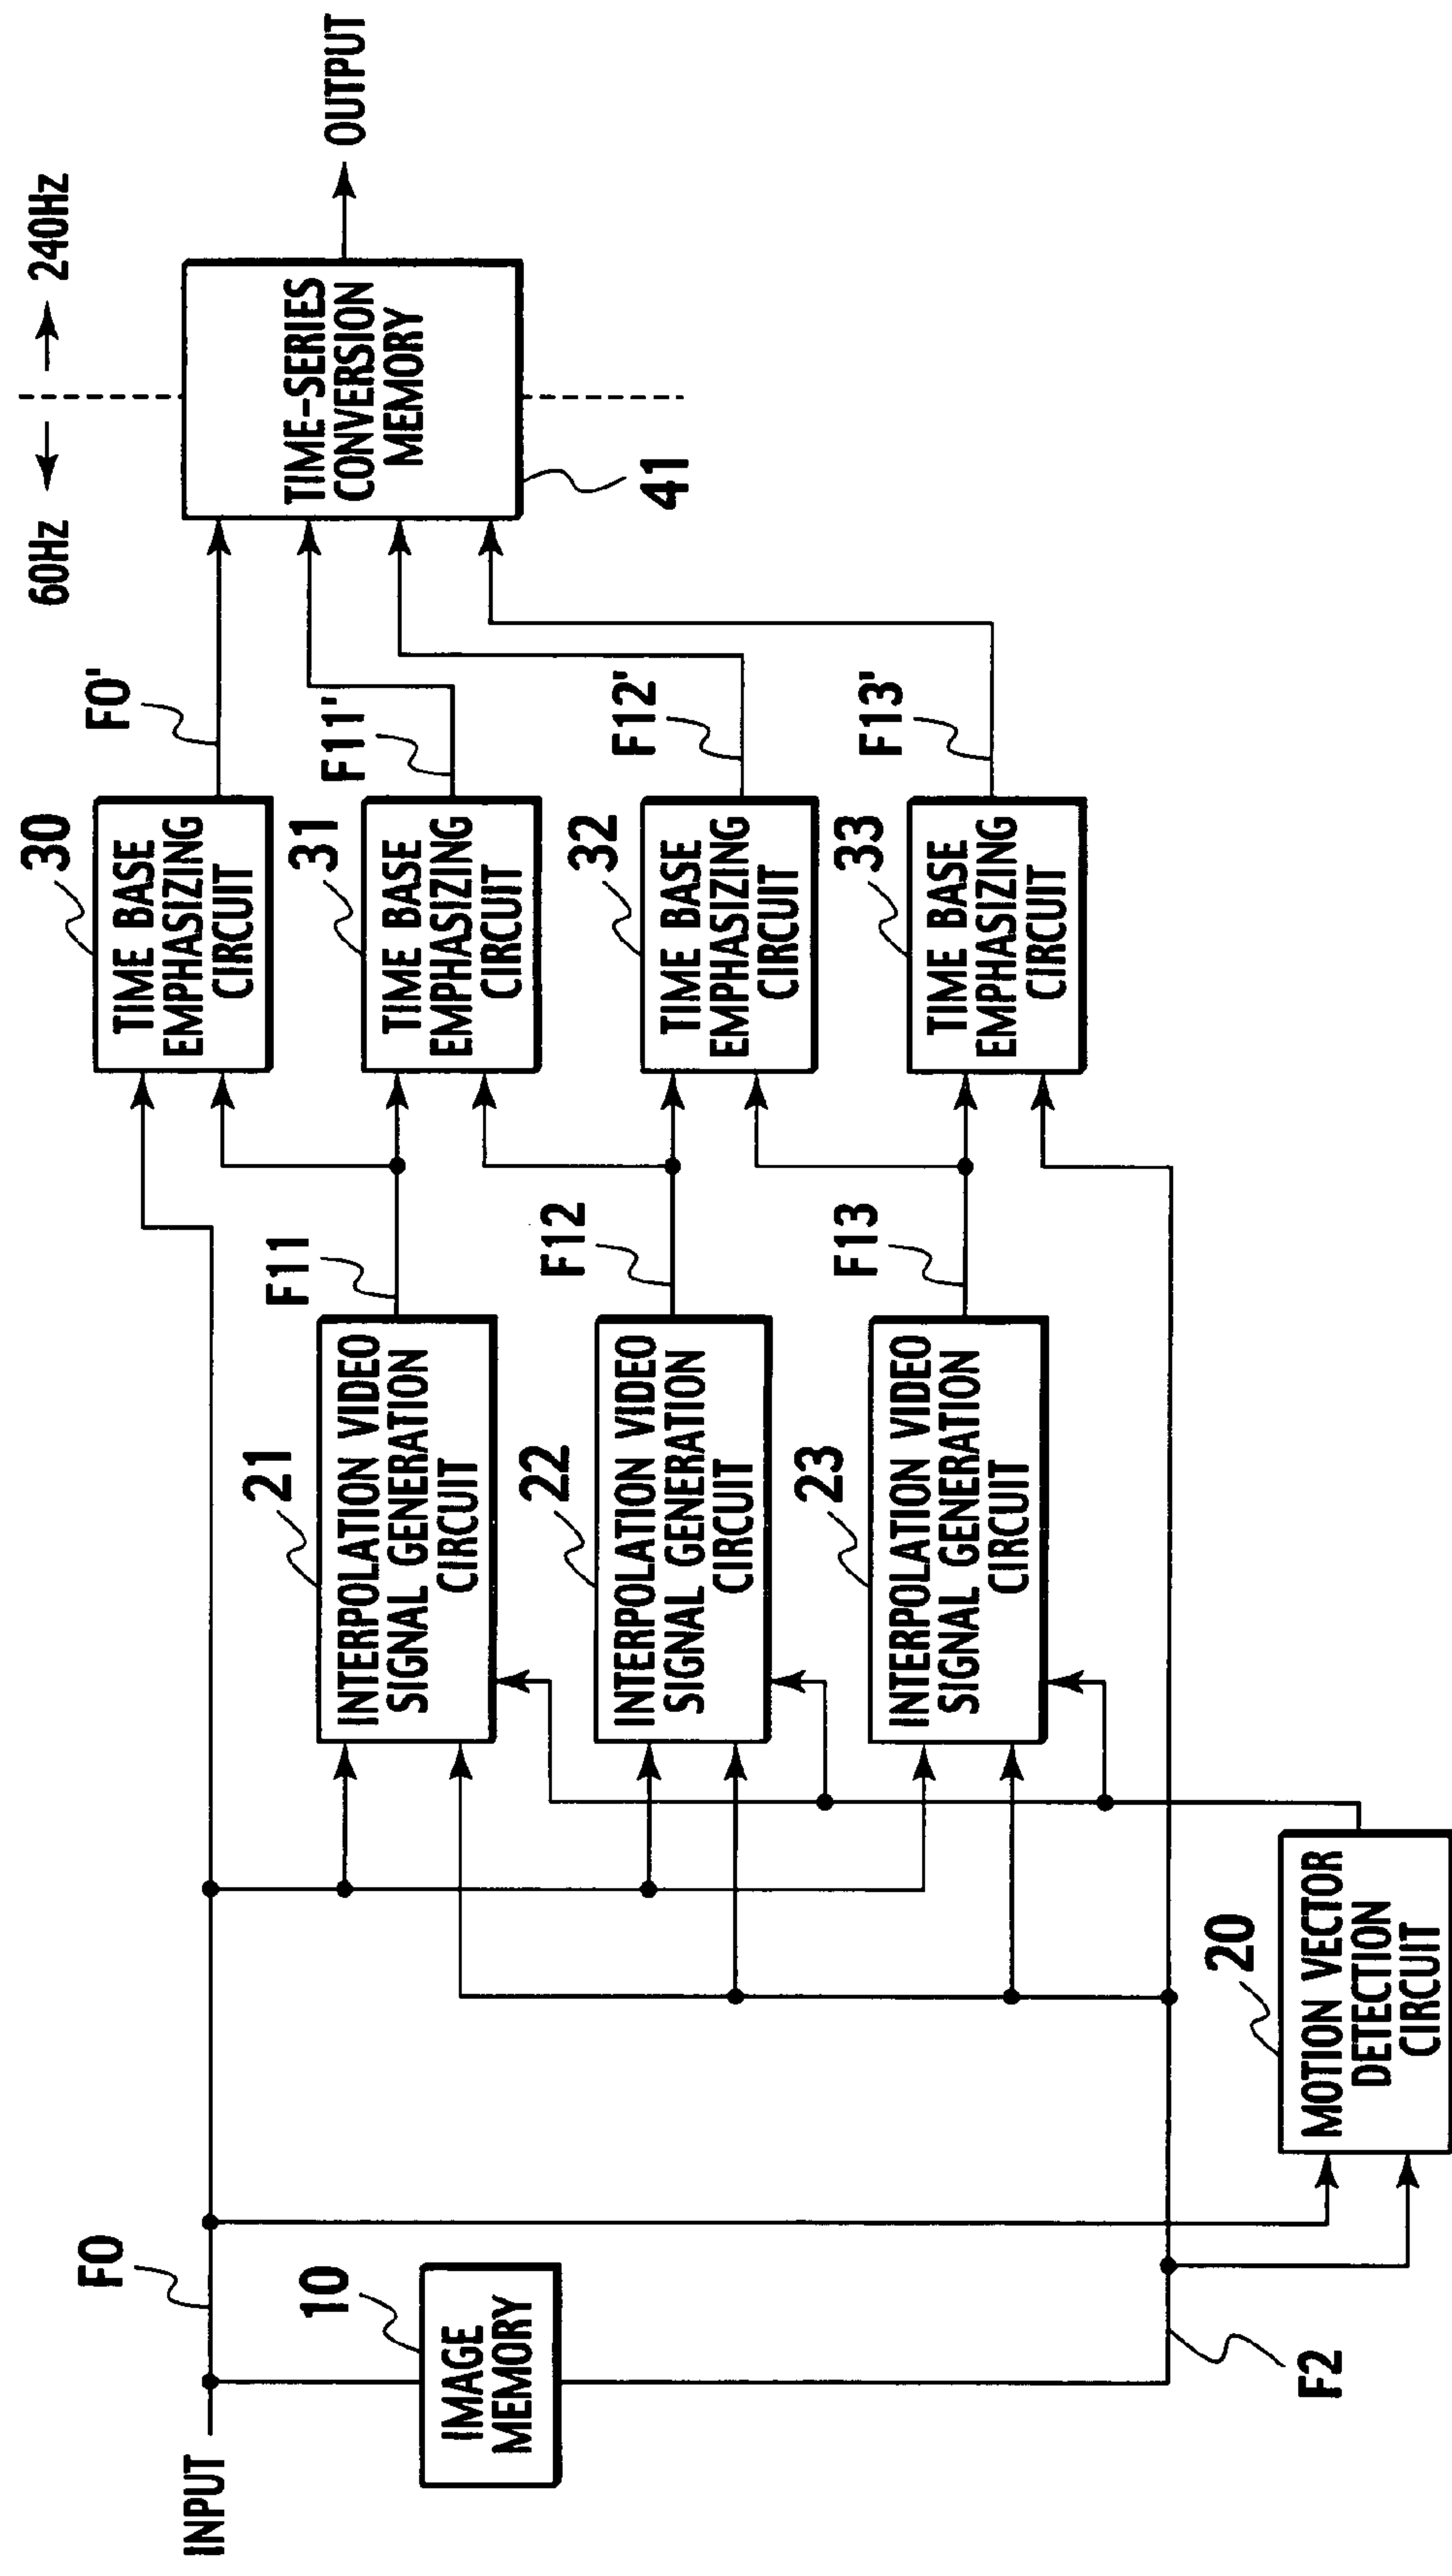 60Hz
240Hz
INPUT
F0
10
IMAGE
MEMORY
F2
20
MOTION VECTOR
DETECTION
CIRCUIT
21
INTERPOLATION VIDEO
SIGNAL GENERATION
CIRCUIT
F11
22
INTERPOLATION VIDEO
SIGNAL GENERATION
CIRCUIT
F12
23
INTERPOLATION VIDEO
SIGNAL GENERATION
CIRCUIT
F13
30
TIME BASE
EMPHASIZING
CIRCUIT
F0'
31
TIME BASE
EMPHASIZING
CIRCUIT
F11'
32
TIME BASE
EMPHASIZING
CIRCUIT
F12'
33
TIME BASE
EMPHASIZING
CIRCUIT
F13'
TIME-SERIES
CONVERSION
MEMORY
41
OUTPUT